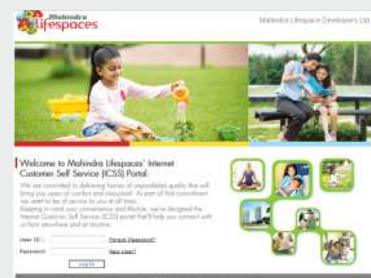 Mahindra
Lifespaces
Mahindra Lifespace Developers Ltd.
Welcome to Mahindra Lifespaces' Internet
Customer Self Service (ICSS) Portal.
We are committed to delivering homes of unparalleled quality that will
bring you years of comfort and enjoyment. As part of that commitment
we want to be of service to you at all times.
Keeping in mind your convenience and lifestyle, we've designed the
Internet Customer Self Service (ICSS) portal that'll help you connect with
us from anywhere and at anytime.
User ID :
Forgot Password?
Password
New User?
Log In